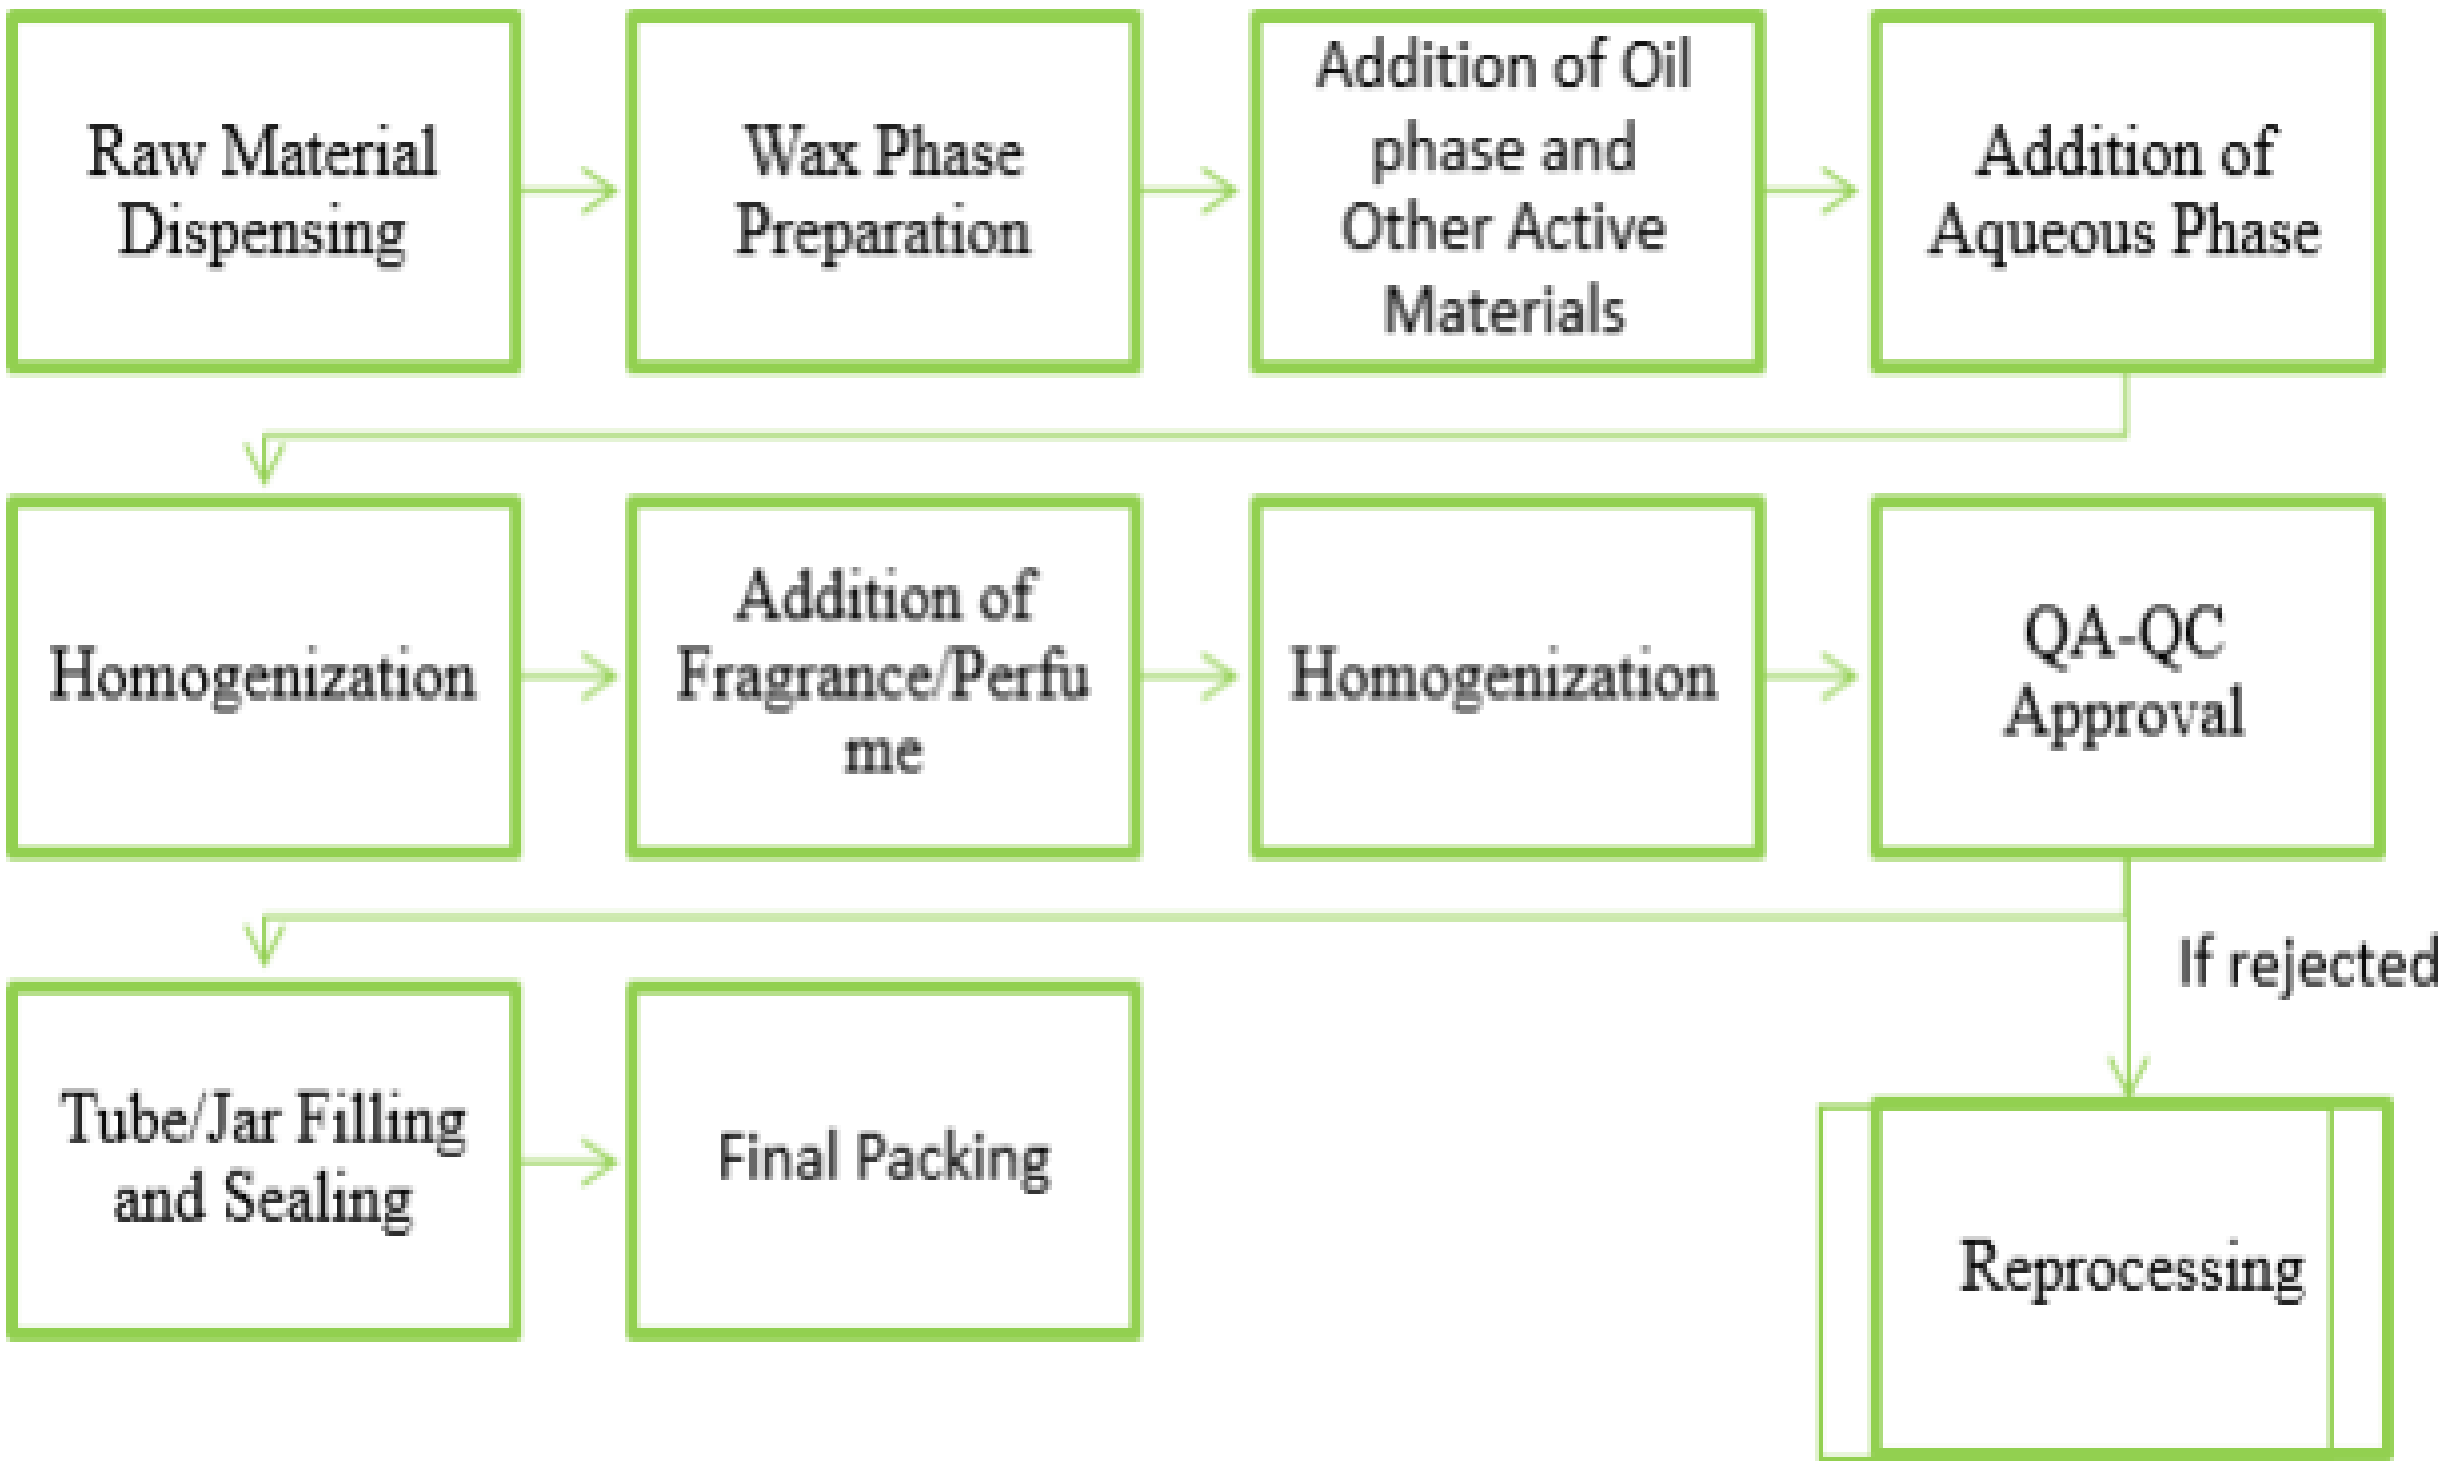 Raw Material
Dispensing
Wax Phase
Preparation
Addition of Oil
phase and
Other Active
Materials
Addition of
Aqueous Phase
Homogenization
Addition of
Fragrance/Perfu
me
Homogenization
QA-QC
Approval
If rejected
Tube/Jar Filling
and Sealing
Final Packing
Reprocessing